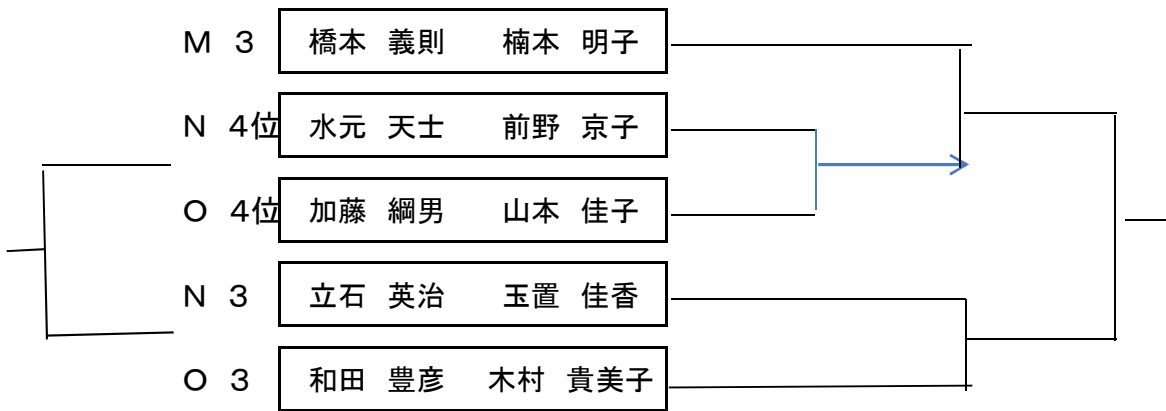 Ｍ ３ 橋本 義則 楠本 明子
Ｎ ４位 水元 天士 前野 京子
Ｏ ４位 加藤 綱男 山本 佳子
Ｎ ３ 立石 英治 玉置 佳香
Ｏ ３ 和田 豊彦 木村 貴美子